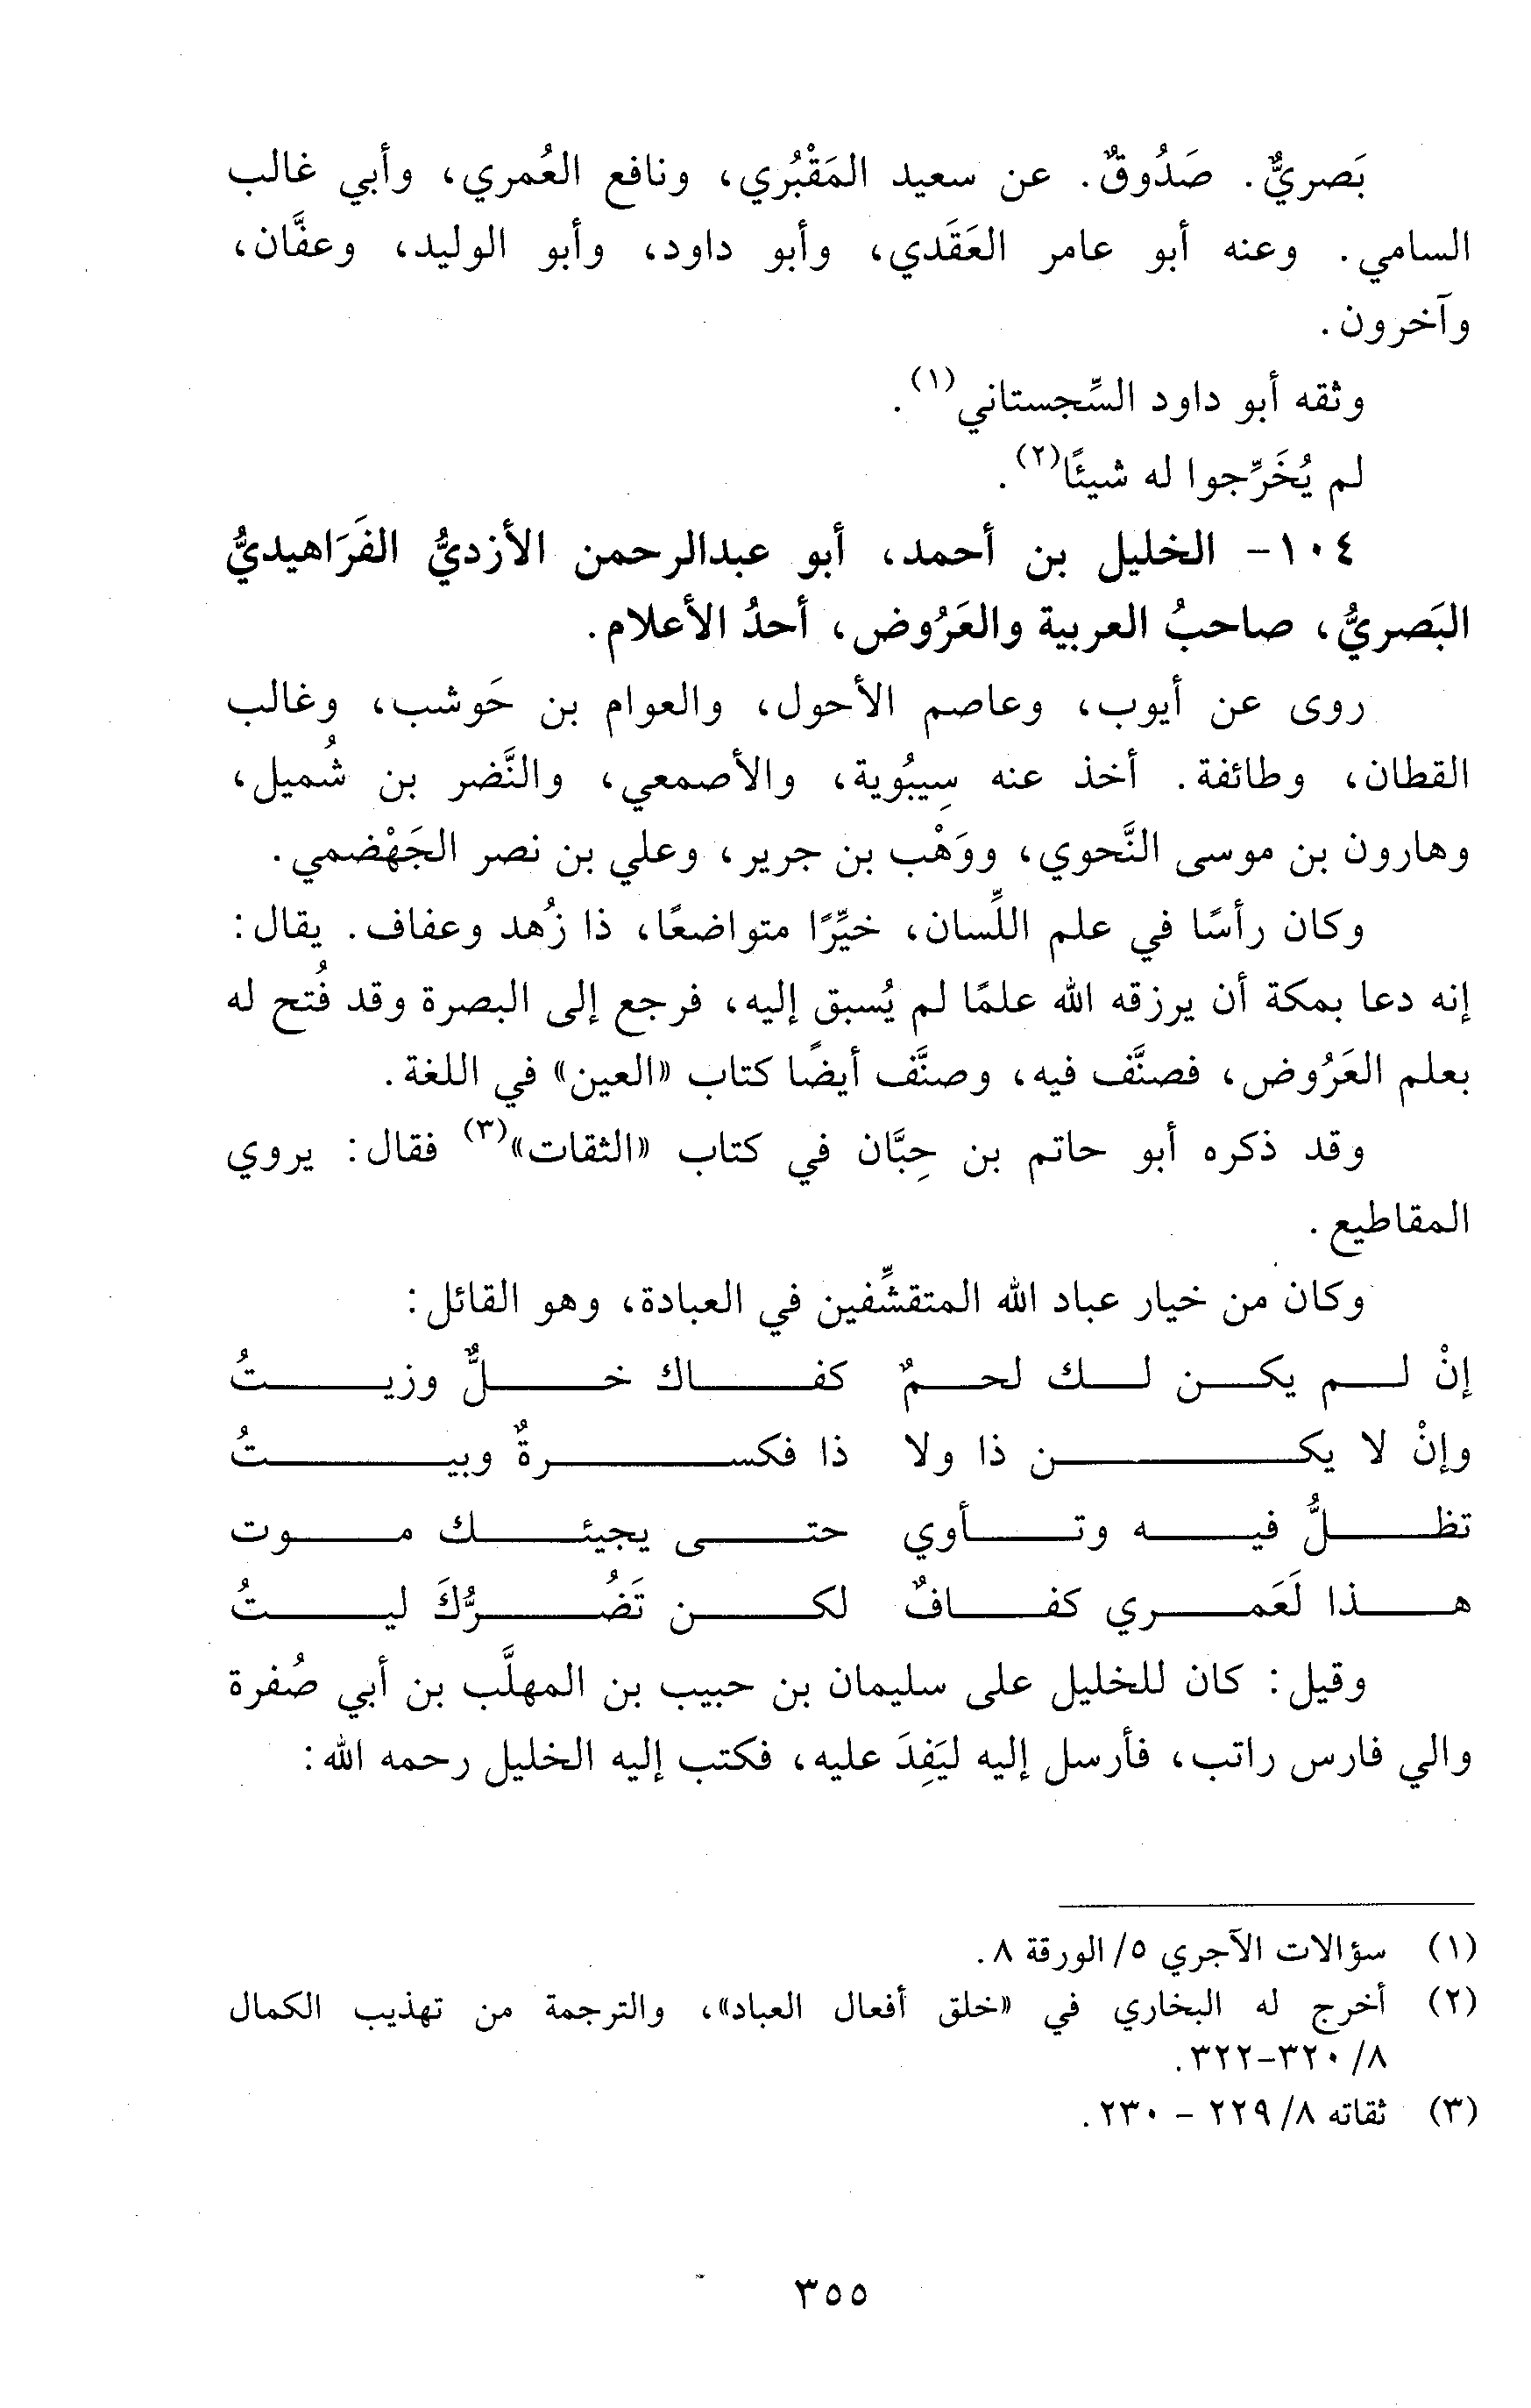 بَصريٌّ. صَدُوقٌ. عن سعيد المَقْبُري، ونافع العُمري، وأبي غالب
السامي. وعنه أبو عامر العَقَدي، وأبو داود، وأبو الوليد، وعفَّان،
وآخرون.
وثقه أبو داود السِّجستاني(١).
لم يُخَرِّجوا له شيئًا(٢).
١٠٤- الخليل بن أحمد، أبو عبدالرحمن الأزديُّ الفَرَاهيديُّ
البَصريُّ، صاحبُ العربية والعَرُوض، أحدُ الأعلام.
روى عن أيوب، وعاصم الأحول، والعوام بن حَوشب، وغالب
القطان، وطائفة. أخذ عنه سِيبُوية، والأصمعي، والنَّضر بن شُميل،
وهارون بن موسى النَّحوي، ووَهْب بن جرير، وعلي بن نصر الجَهْضمي.
وكان رأسًا في علم اللِّسان، خيِّرًا متواضعًا، ذا زُهد وعفاف. يقال:
إنه دعا بمكة أن يرزقه الله علمًا لم يُسبق إليه، فرجع إلى البصرة وقد فُتح له
بعلم العَرُوض، فصنَّف فيه، وصنَّف أيضًا كتاب «العين» في اللغة.
وقد ذكره أبو حاتم بن حِبَّان في كتاب «الثقات»(٣) فقال: يروي
المقاطيع.
وكان من خيار عباد الله المتقشِّفين في العبادة، وهو القائل:
إنْ لم يكن لك لحمٌ كفاك خلٌّ وزيتُ
وإنْ لا يكن ذا ولا ذا فكسرةٌ وبيتُ
تظلُّ فيه وتأوي حتى يجيئك موت
هذا لَعَمري كفافٌ لكن تَضُرُّكَ ليتُ
وقيل: كان للخليل على سليمان بن حبيب بن المهلَّب بن أبي صُفرة
والي فارس راتب، فأرسل إليه ليَفِدَ عليه، فكتب إليه الخليل رحمه الله:
(١) سؤالات الآجري ٥/ الورقة ٨.
(٢) أخرج له البخاري في «خلق أفعال العباد»، والترجمة من تهذيب الكمال
٨/ ٣٢٠-٣٢٢.
(٣) ثقاته ٨/ ٢٢٩ - ٢٣٠.
٣٥٥